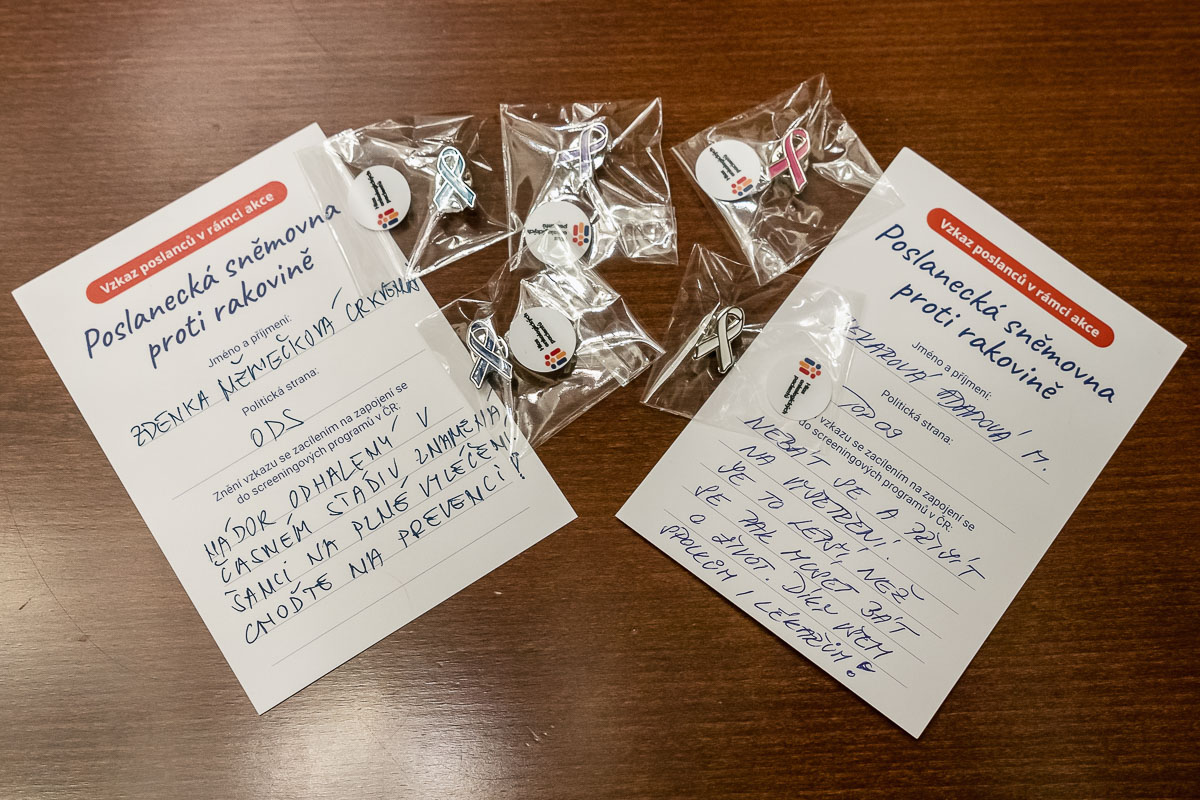 Vzkaz poslanců v rámci akce
Poslanecká sněmovna
proti rakovině
Jméno a příjmení:
ZDENKA NĚMEČKOVÁ CRKVENJAŠ
Politická strana:
ODS
Znění vzkazu se zacílením na zapojení se
do screeningových programů v ČR:
NÁDOR ODHALENÝ V
ČASNÉM STADIU ZNAMENÁ
ŠANCI NA PLNÉ VYLÉČENÍ
CHOĎTE NA PREVENCI!
Vzkaz poslanců v rámci akce
Poslanecká sněmovna
proti rakovině
Jméno a příjmení:
ADAMOVÁ M.
Politická strana:
TOP 09
vzkazu se zacílením na zapojení se
do screeningových programů v ČR:
NEBÁT SE A PŘIJÍT
NA VYŠETŘENÍ.
JE TO LEPŠÍ, NEŽ
SE PAK MUSET BÁT
O ŽIVOT. DÍKY VŠEM
SPOLKŮM I LÉKAŘŮM!